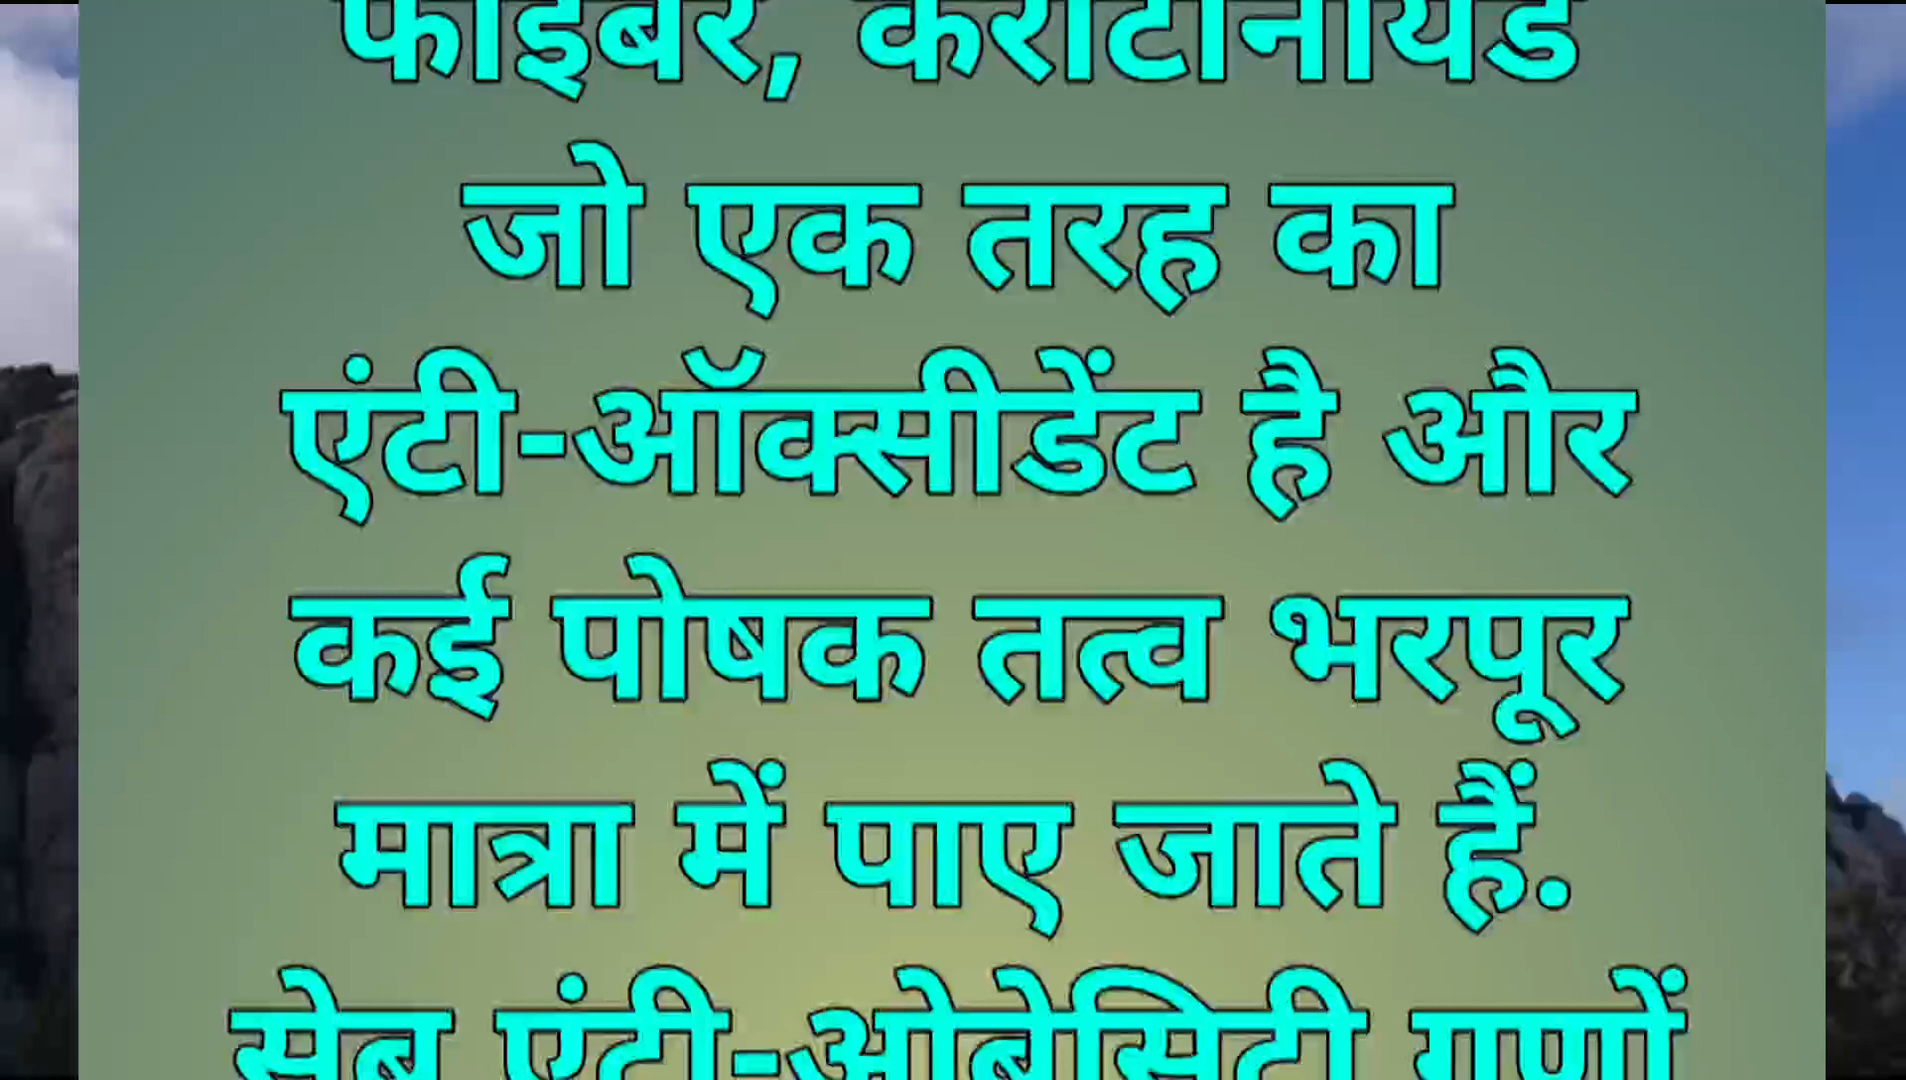 फाइबर, कैरोटीनॉयड
जो एक तरह का
एंटी-ऑक्सीडेंट है और
कई पोषक तत्व भरपूर
मात्रा में पाए जाते हैं.
सेब एंटी-ओबेसिटी गुणों